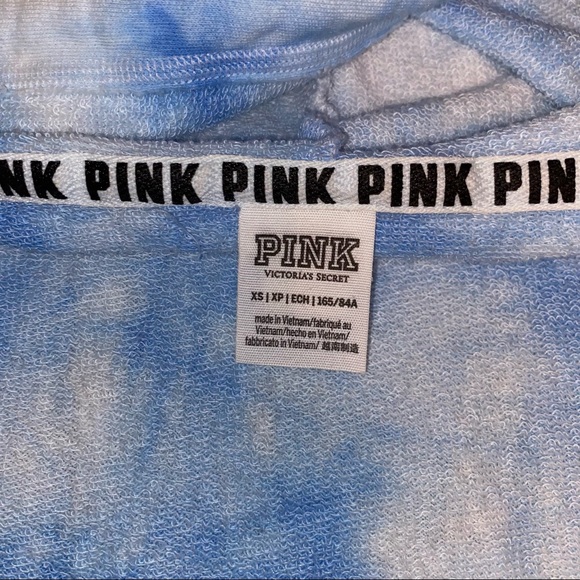 NK PINK PINK PINK PIN
PINK
VICTORIA'S SECRET
XS | XP | ECH | 165/84A
made in Vietnam/fabriqué au
Vietnam/hecho en Vietnam/
fabbricato in Vietnam/ 越南制造